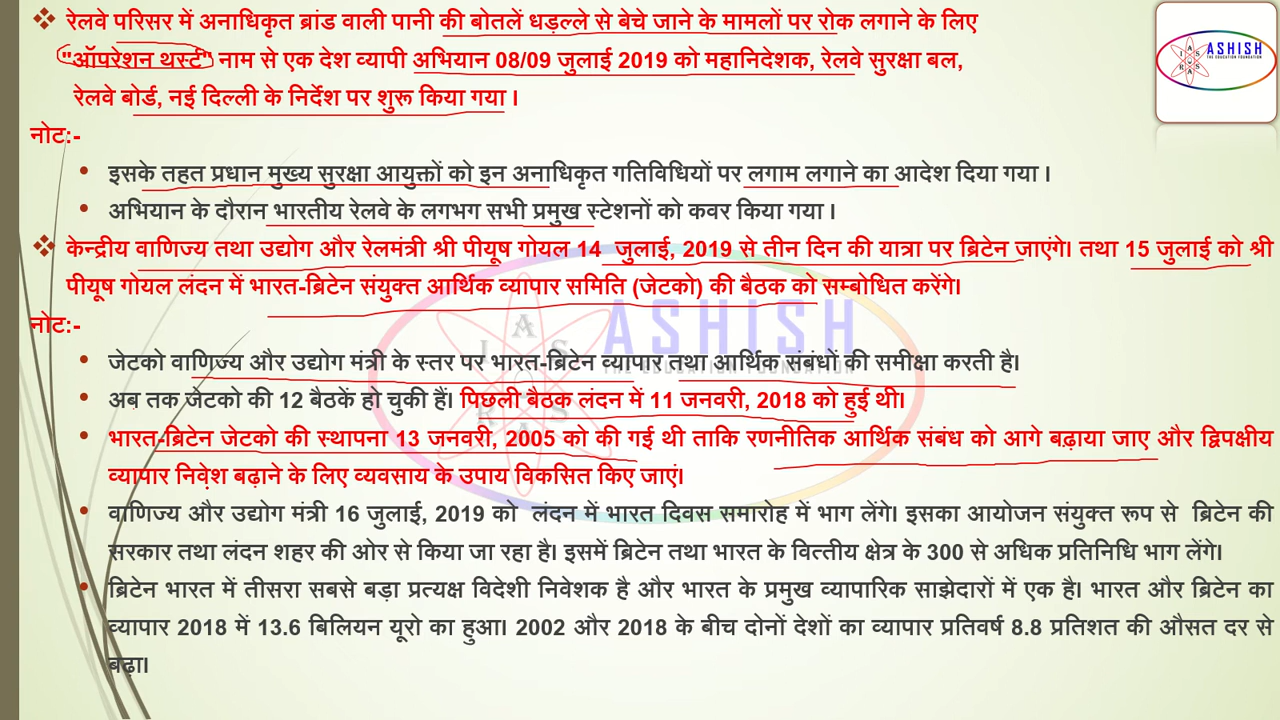 ❖ रेलवे परिसर में अनाधिकृत ब्रांड वाली पानी की बोतलें धड़ल्ले से बेचे जाने के मामलों पर रोक लगाने के लिए
"ऑपरेशन थर्स्ट" नाम से एक देश व्यापी अभियान 08/09 जुलाई 2019 को महानिदेशक, रेलवे सुरक्षा बल,
रेलवे बोर्ड, नई दिल्ली के निर्देश पर शुरू किया गया ।
नोट:-
• इसके तहत प्रधान मुख्य सुरक्षा आयुक्तों को इन अनाधिकृत गतिविधियों पर लगाम लगाने का आदेश दिया गया ।
• अभियान के दौरान भारतीय रेलवे के लगभग सभी प्रमुख स्टेशनों को कवर किया गया ।
❖ केन्द्रीय वाणिज्य तथा उद्योग और रेलमंत्री श्री पीयूष गोयल 14 जुलाई, 2019 से तीन दिन की यात्रा पर ब्रिटेन जाएंगे। तथा 15 जुलाई को श्री
पीयूष गोयल लंदन में भारत-ब्रिटेन संयुक्त आर्थिक व्यापार समिति (जेटको) की बैठक को सम्बोधित करेंगे।
नोट:-
• जेटको वाणिज्य और उद्योग मंत्री के स्तर पर भारत-ब्रिटेन व्यापार तथा आर्थिक संबंधों की समीक्षा करती है।
• अब तक जेटको की 12 बैठकें हो चुकी हैं। पिछली बैठक लंदन में 11 जनवरी, 2018 को हुई थी।
• भारत-ब्रिटेन जेटको की स्थापना 13 जनवरी, 2005 को की गई थी ताकि रणनीतिक आर्थिक संबंध को आगे बढ़ाया जाए और द्विपक्षीय
व्यापार निवेश बढ़ाने के लिए व्यवसाय के उपाय विकसित किए जाएं।
• वाणिज्य और उद्योग मंत्री 16 जुलाई, 2019 को लंदन में भारत दिवस समारोह में भाग लेंगे। इसका आयोजन संयुक्त रूप से ब्रिटेन की
सरकार तथा लंदन शहर की ओर से किया जा रहा है। इसमें ब्रिटेन तथा भारत के वित्तीय क्षेत्र के 300 से अधिक प्रतिनिधि भाग लेंगे।
• ब्रिटेन भारत में तीसरा सबसे बड़ा प्रत्यक्ष विदेशी निवेशक है और भारत के प्रमुख व्यापारिक साझेदारों में एक है। भारत और ब्रिटेन का
व्यापार 2018 में 13.6 बिलियन यूरो का हुआ। 2002 और 2018 के बीच दोनों देशों का व्यापार प्रतिवर्ष 8.8 प्रतिशत की औसत दर से
बढ़ा।
ASHISH
THE EDUCATION FOUNDATION
ASHISH
THE EDUCATION FOUNDATION